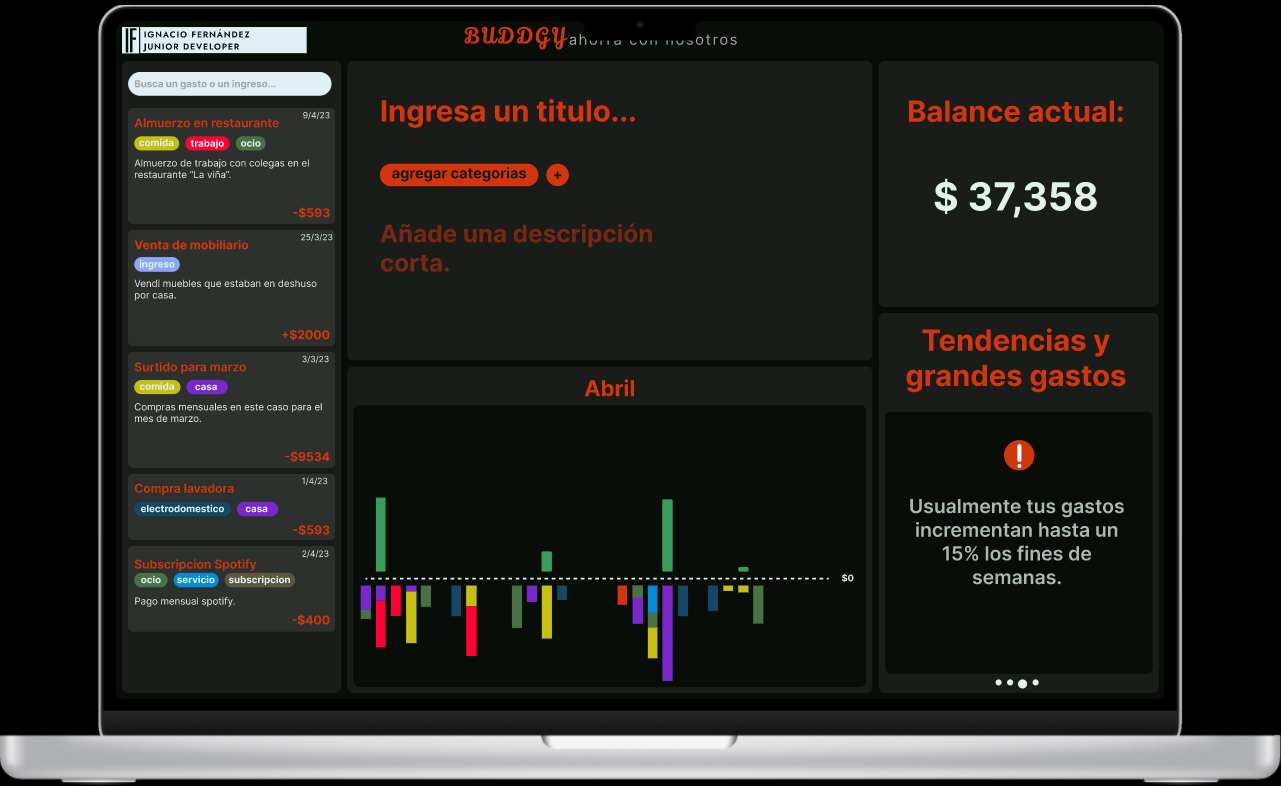 IGNACIO FERNÁNDEZ
JUNIOR DEVELOPER
BUDDGY
ahorra con nosotros
Busca un gasto o un ingreso...
9/4/23
Almuerzo en restaurante
comida trabajo ocio
Almuerzo de trabajo con colegas en el
restaurante “La viña”.
-$593
25/3/23
Venta de mobiliario
ingreso
Vendi muebles que estaban en deshuso
por casa.
+$2000
3/3/23
Surtido para marzo
comida casa
Compras mensuales en este caso para el
mes de marzo.
-$9534
1/4/23
Compra lavadora
electrodomestico casa
-$593
2/4/23
Subscripcion Spotify
ocio servicio subscripcion
Pago mensual spotify.
-$400
Ingresa un titulo...
agregar categorias +
Añade una descripción
corta.
Abril
$0
Balance actual:
$ 37,358
Tendencias y
grandes gastos
Usualmente tus gastos
incrementan hasta un
15% los fines de
semanas.